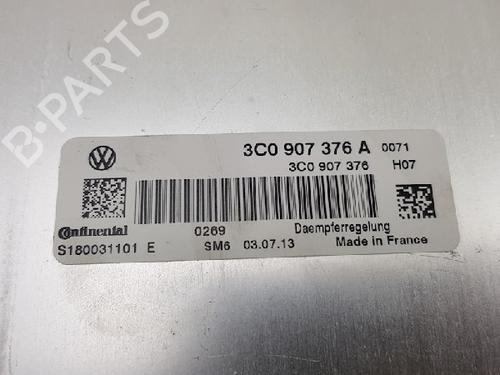 B-PARTS
3C0 907 376 A 0071
3C0 907 376 H07
Continental 0269 Daempferregelung
S180031101 E SM6 03.07.13 Made in France